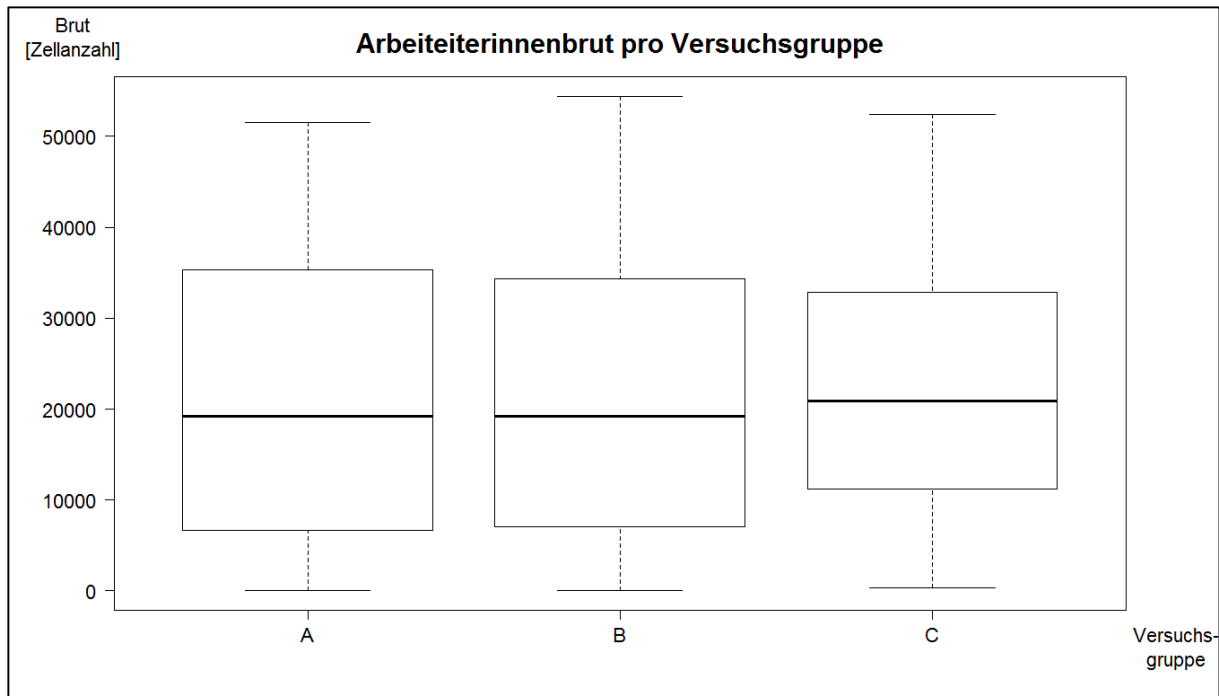 Brut
[Zellanzahl]
Arbeiteiterinnenbrut pro Versuchsgruppe
50000
40000
30000
20000
10000
0
A
B
C
Versuchs-
gruppe